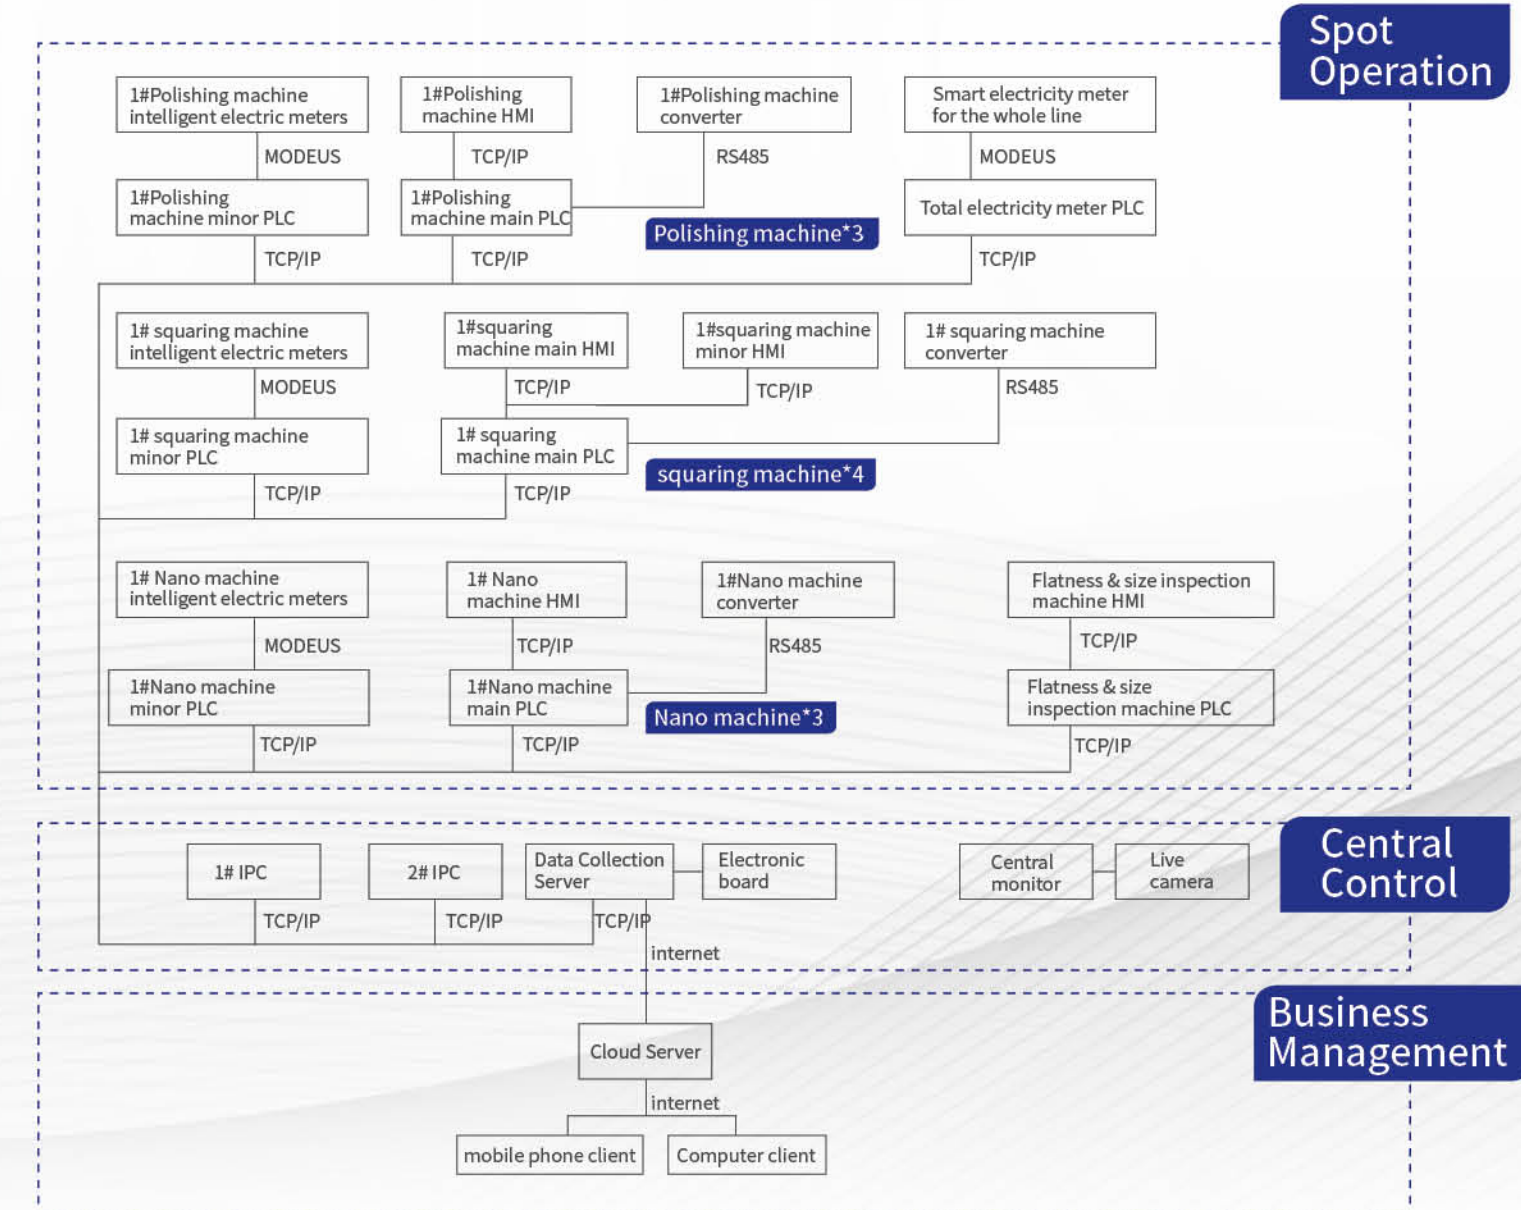 Spot
Operation
1#Polishing machine
intelligent electric meters
1#Polishing
machine HMI
1#Polishing machine
converter
Smart electricity meter
for the whole line
MODEUS
TCP/IP
RS485
MODEUS
1#Polishing
machine minor PLC
1#Polishing
machine main PLC
Total electricity meter PLC
Polishing machine*3
TCP/IP
TCP/IP
TCP/IP
1# squaring machine
intelligent electric meters
1#squaring
machine main HMI
1#squaring machine
minor HMI
1# squaring machine
converter
MODEUS
TCP/IP
TCP/IP
RS485
1# squaring machine
minor PLC
1# squaring
machine main PLC
squaring machine*4
TCP/IP
TCP/IP
1# Nano machine
intelligent electric meters
1# Nano
machine HMI
1#Nano machine
converter
Flatness & size inspection
machine HMI
MODEUS
TCP/IP
RS485
TCP/IP
1#Nano machine
minor PLC
1#Nano machine
main PLC
Flatness & size
inspection machine PLC
Nano machine*3
TCP/IP
TCP/IP
TCP/IP
Central
Control
1# IPC
2# IPC
Data Collection
Server
Electronic
board
Central
monitor
Live
camera
TCP/IP
TCP/IP
TCP/IP
internet
Business
Management
Cloud Server
internet
mobile phone client
Computer client